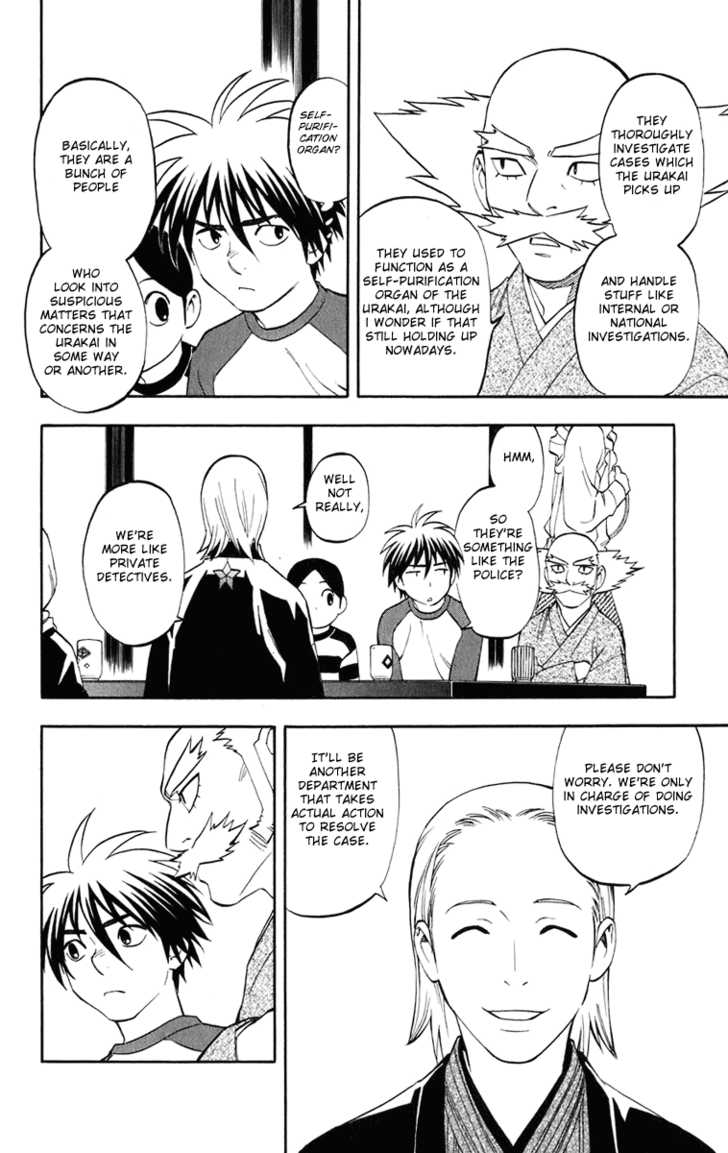 THEY
THOROUGHLY
INVESTIGATE
CASES WHICH
THE URAKAI
PICKS UP
AND HANDLE
STUFF LIKE
INTERNAL OR
NATIONAL
INVESTIGATIONS.
THEY USED TO
FUNCTION AS A
SELF-PURIFICATION
ORGAN OF THE
URAKAI, ALTHOUGH
I WONDER IF THAT
STILL HOLDING UP
NOWADAYS.
SELF-
PURIFI-
CATION
ORGAN?
BASICALLY,
THEY ARE A
BUNCH OF
PEOPLE
WHO
LOOK INTO
SUSPICIOUS
MATTERS THAT
CONCERNS THE
URAKAI IN
SOME WAY
OR ANOTHER.
HMM,
SO
THEY'RE
SOMETHING
LIKE THE
POLICE?
WELL
NOT
REALLY,
WE'RE
MORE LIKE
PRIVATE
DETECTIVES.
PLEASE DON'T
WORRY. WE'RE ONLY
IN CHARGE OF DOING
INVESTIGATIONS.
IT'LL BE
ANOTHER
DEPARTMENT
THAT TAKES
ACTUAL ACTION
TO RESOLVE
THE CASE.